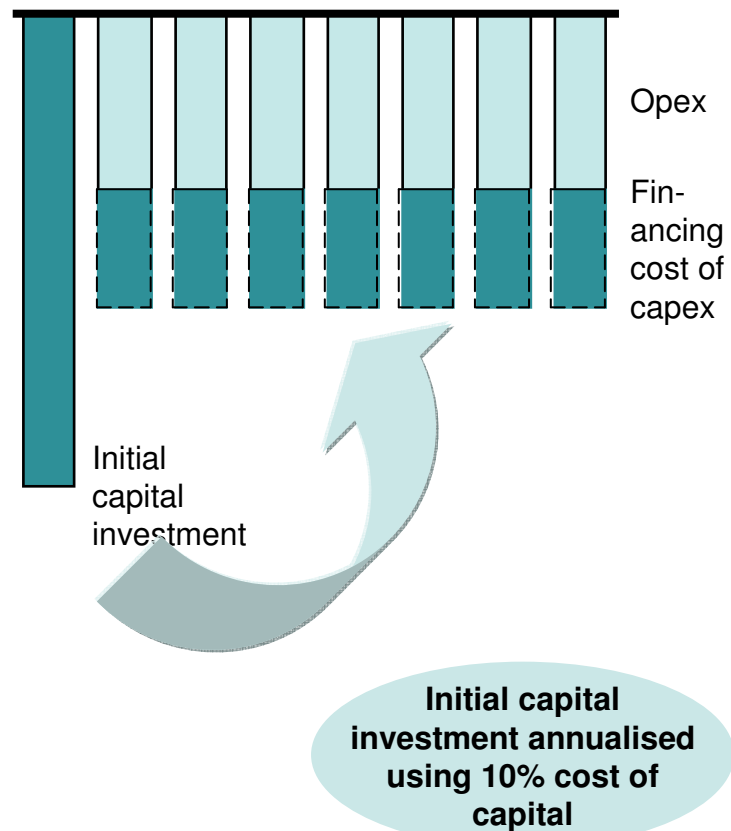 Opex
Fin-
ancing
cost of
capex
Initial
capital
investment
Initial capital
investment annualised
using 10% cost of
capital